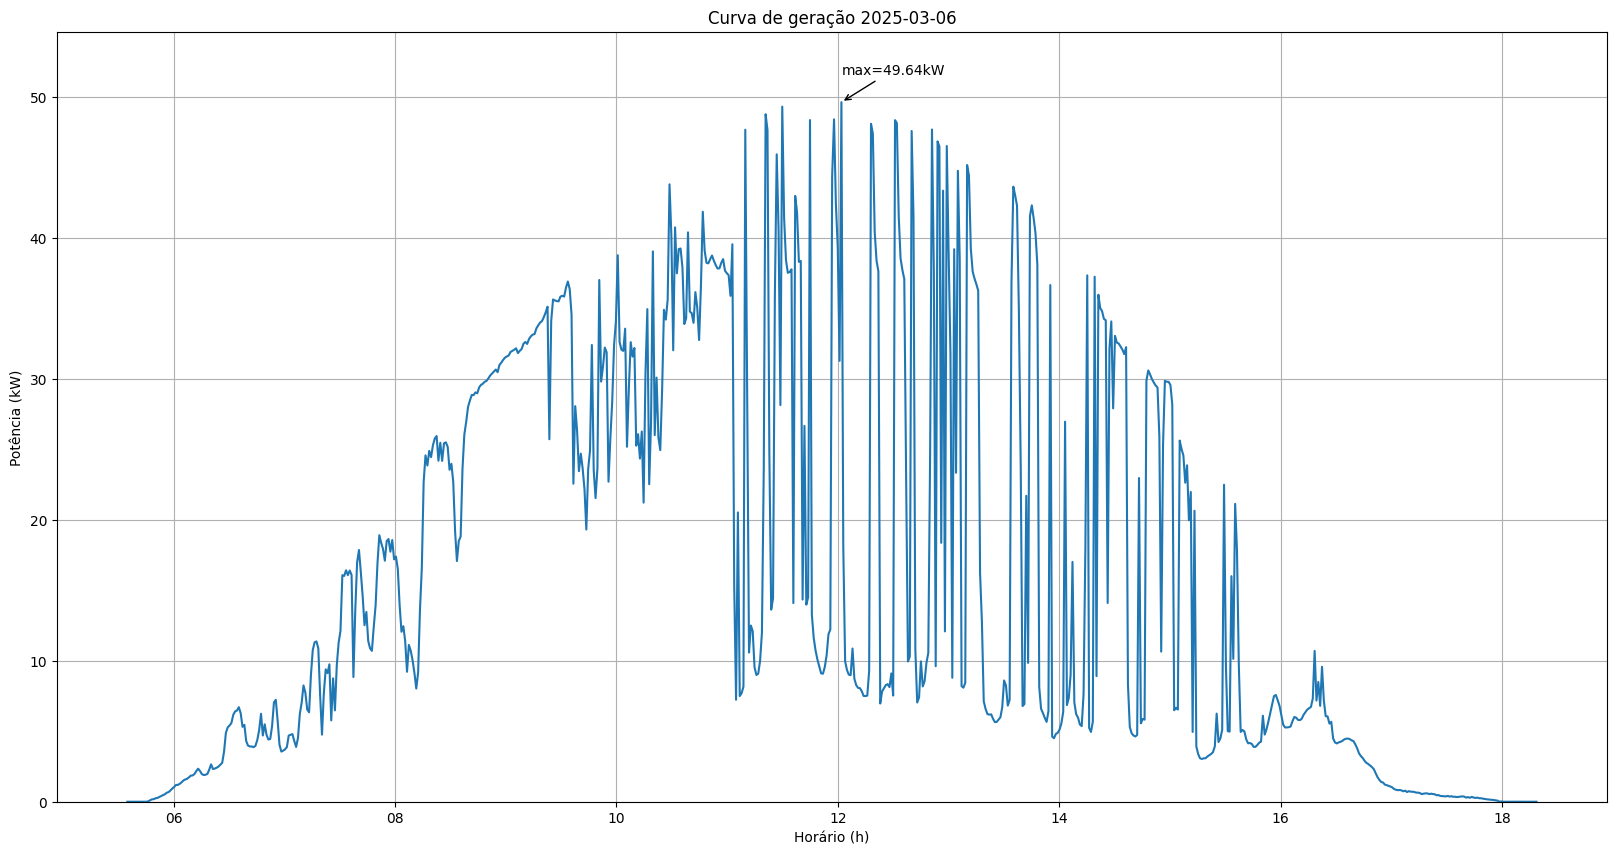 Curva de geração 2025-03-06
max=49.64kW
50
40
30
20
10
0
Potência (kW)
06 08 10 12 14 16 18
Horário (h)